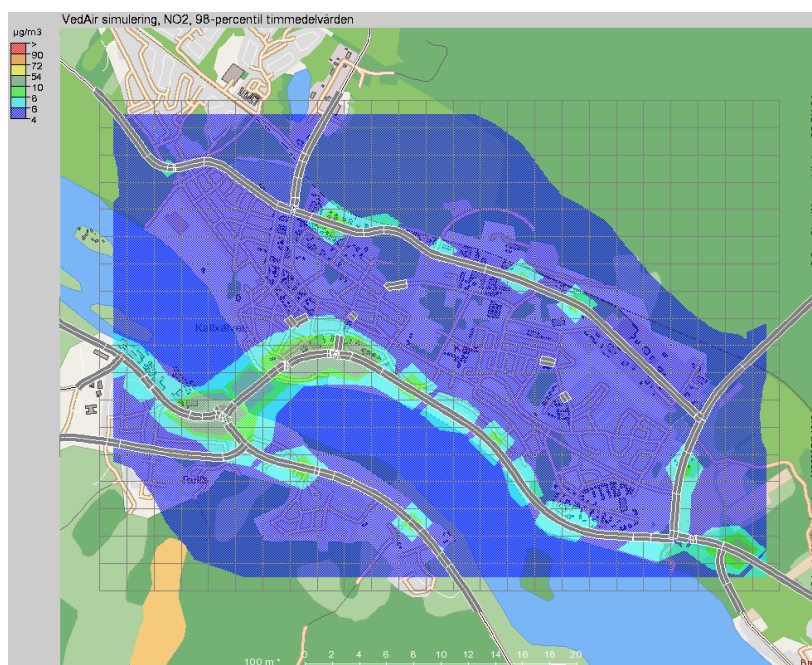 VedAir simulering, NO2, 98-percentil timmedelvärden
µg/m3
>
90
72
54
10
8
6
4
Kalixälven
100 m *
0 2 4 6 8 10 12 14 16 18 20